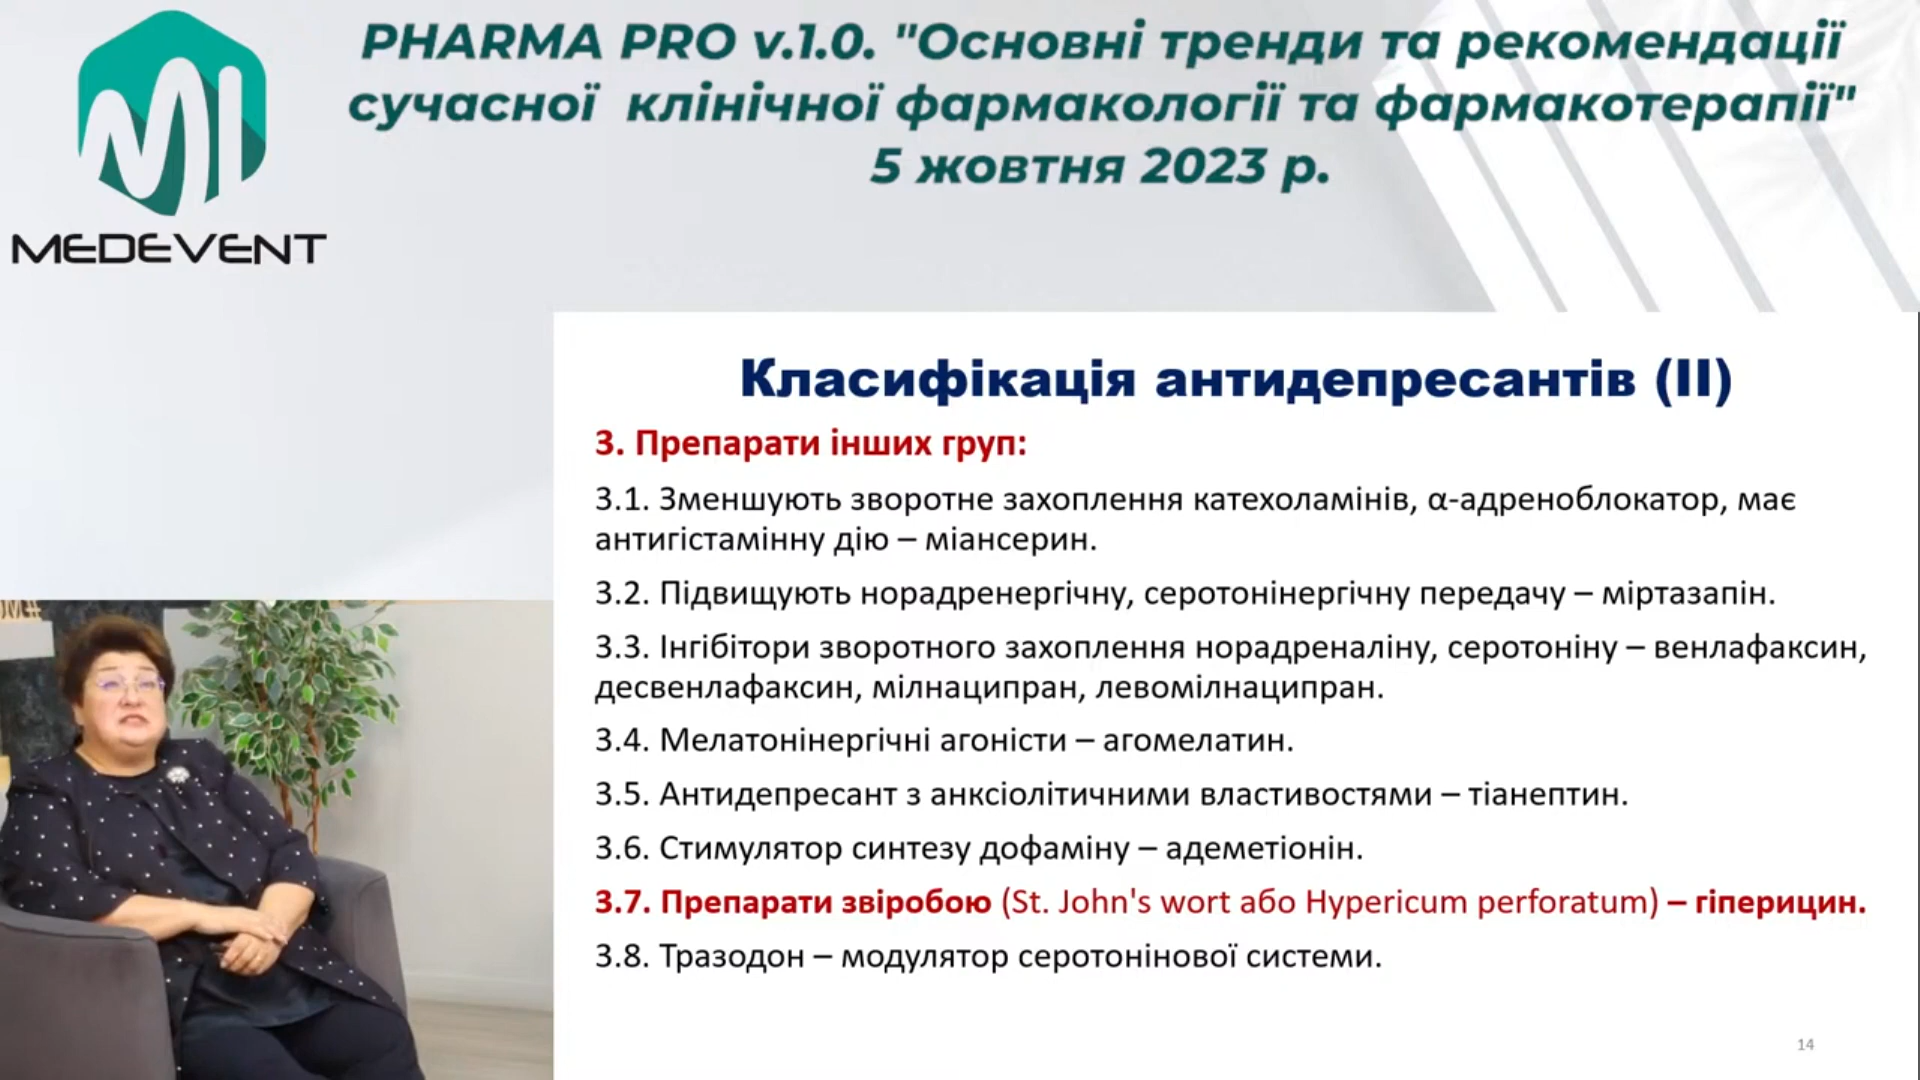 PHARMA PRO v.1.0. "Основні тренди та рекомендації
сучасної клінічної фармакології та фармакотерапії"
5 жовтня 2023 р.
MEDEVENT
Класифікація антидепресантів (II)
3. Препарати інших груп:
3.1. Зменшують зворотне захоплення катехоламінів, α-адреноблокатор, має
антигістамінну дію – міансерин.
3.2. Підвищують норадренергічну, серотонінергічну передачу – міртазапін.
3.3. Інгібітори зворотного захоплення норадреналіну, серотоніну – венлафаксин,
десвенлафаксин, мілнаципран, левомілнаципран.
3.4. Мелатонінергічні агоністи – агомелатин.
3.5. Антидепресант з анксіолітичними властивостями – тіанептин.
3.6. Стимулятор синтезу дофаміну – адеметіонін.
3.7. Препарати звіробою (St. John's wort або Hypericum perforatum) – гіперицин.
3.8. Тразодон – модулятор серотонінової системи.
14